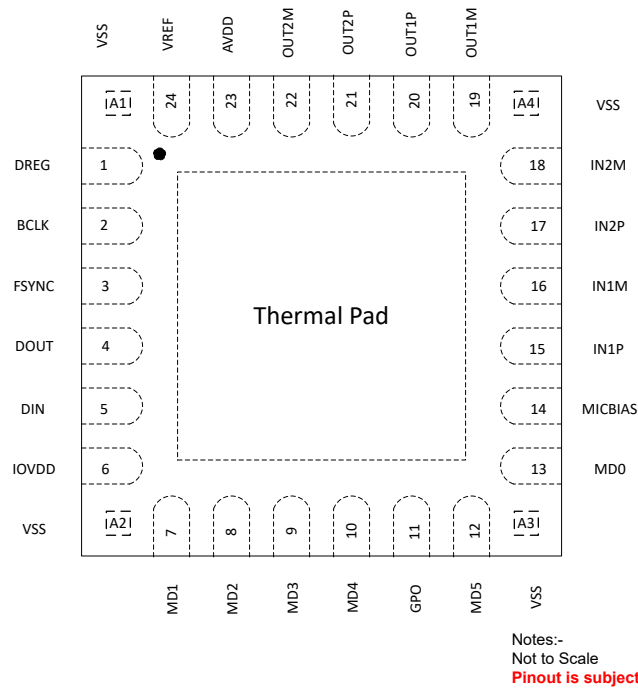 VSS
VREF
AVDD
OUT2M
OUT2P
OUT1P
OUT1M
A1
24
23
22
21
20
19
A4
VSS
DREG
1
18
IN2M
BCLK
2
17
IN2P
FSYNC
3
16
IN1M
Thermal Pad
DOUT
4
15
IN1P
DIN
5
14
MICBIAS
IOVDD
6
13
MD0
VSS
A2
7
8
9
10
11
12
A3
MD1
MD2
MD3
MD4
GPO
MD5
VSS
Notes:-
Not to Scale
Pinout is subject